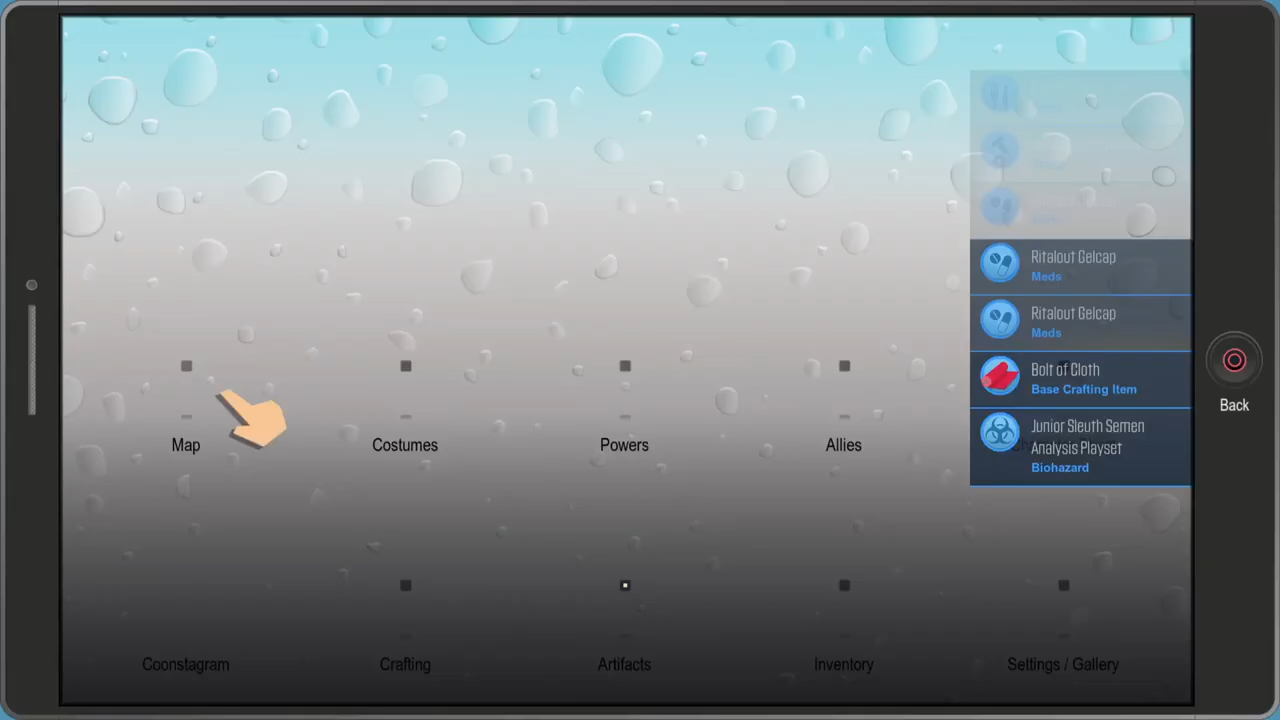 Ritalout Gelcap
Meds
Ritalout Gelcap
Meds
Bolt of Cloth
Base Crafting Item
Back
Junior Sleuth Semen
Analysis Playset
Biohazard
Map
Costumes
Powers
Allies
Coonstagram
Crafting
Artifacts
Inventory
Settings / Gallery